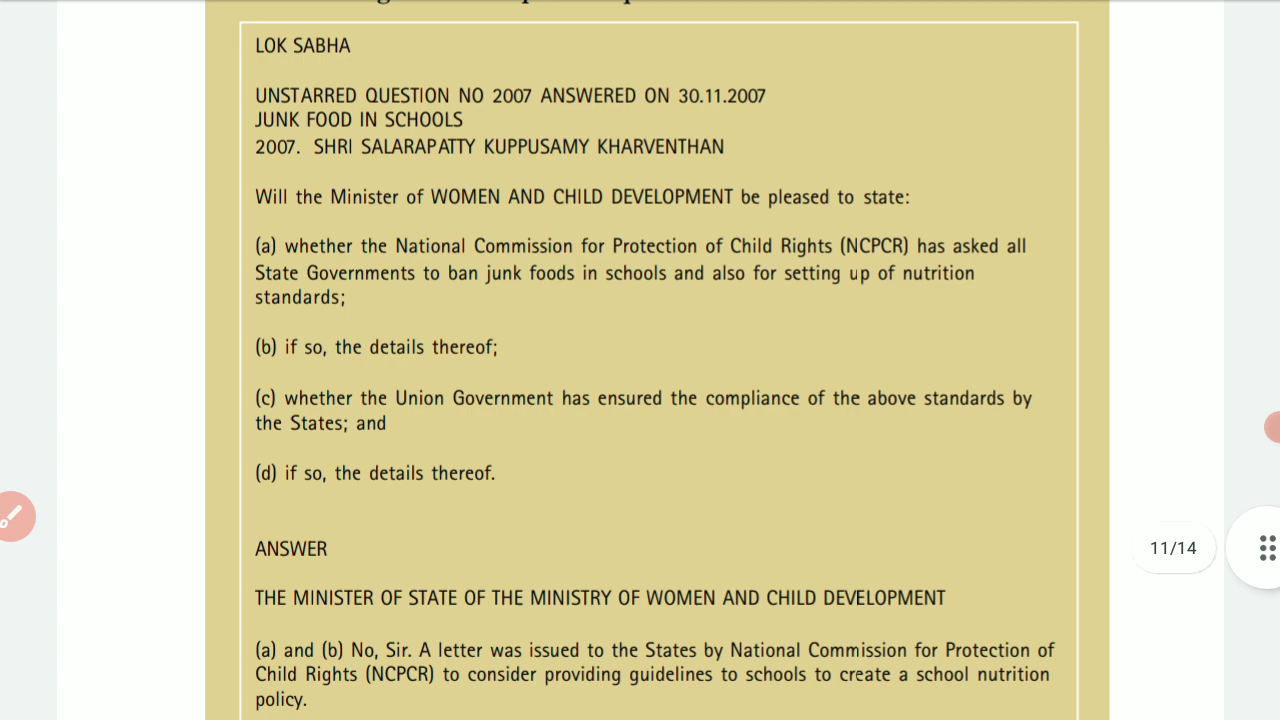 LOK SABHA
UNSTARRED QUESTION NO 2007 ANSWERED ON 30.11.2007
JUNK FOOD IN SCHOOLS
2007. SHRI SALARAPATTY KUPPUSAMY KHARVENTHAN
Will the Minister of WOMEN AND CHILD DEVELOPMENT be pleased to state:
(a) whether the National Commission for Protection of Child Rights (NCPCR) has asked all
State Governments to ban junk foods in schools and also for setting up of nutrition
standards;
(b) if so, the details thereof;
(c) whether the Union Government has ensured the compliance of the above standards by
the States; and
(d) if so, the details thereof.
ANSWER
11/14
THE MINISTER OF STATE OF THE MINISTRY OF WOMEN AND CHILD DEVELOPMENT
(a) and (b) No, Sir. A letter was issued to the States by National Commission for Protection of
Child Rights (NCPCR) to consider providing guidelines to schools to create a school nutrition
policy.